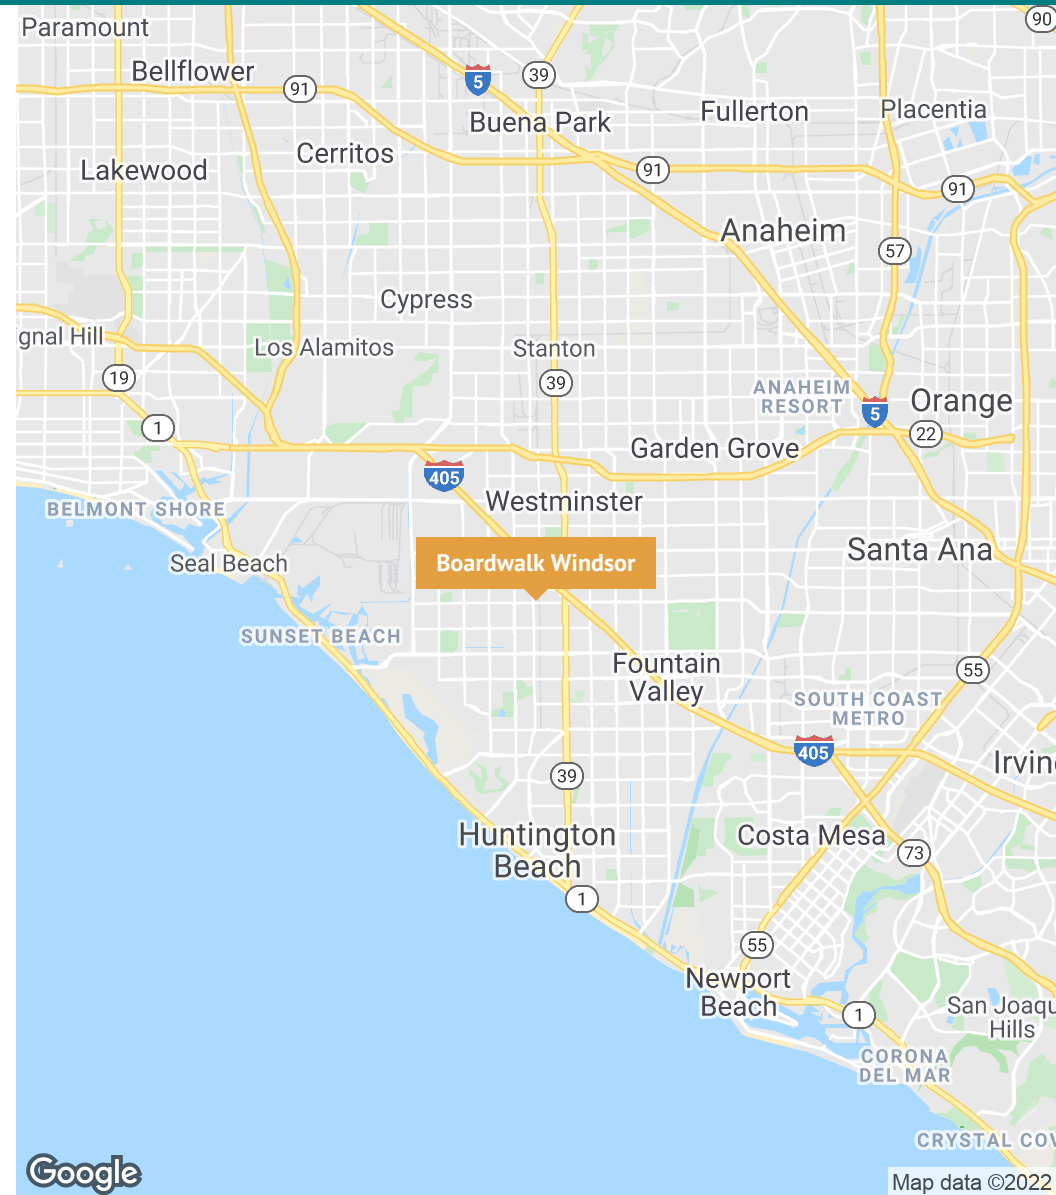 90
Paramount
Bellflower
5
39
91
Fullerton
Placentia
Buena Park
Cerritos
Lakewood
91
91
Anaheim
57
Cypress
gnal Hill
Los Alamitos
Stanton
19
39
ANAHEIM
RESORT
Orange
5
1
22
Garden Grove
405
Westminster
BELMONT SHORE
Santa Ana
Seal Beach
Boardwalk Windsor
SUNSET BEACH
Fountain
Valley
55
SOUTH COAST
METRO
405
Irvin
39
Huntington
Beach
Costa Mesa
73
1
55
Newport
Beach
San Joaqu
Hills
1
CORONA
DEL MAR
CRYSTAL COV
Google
Map data ©2022